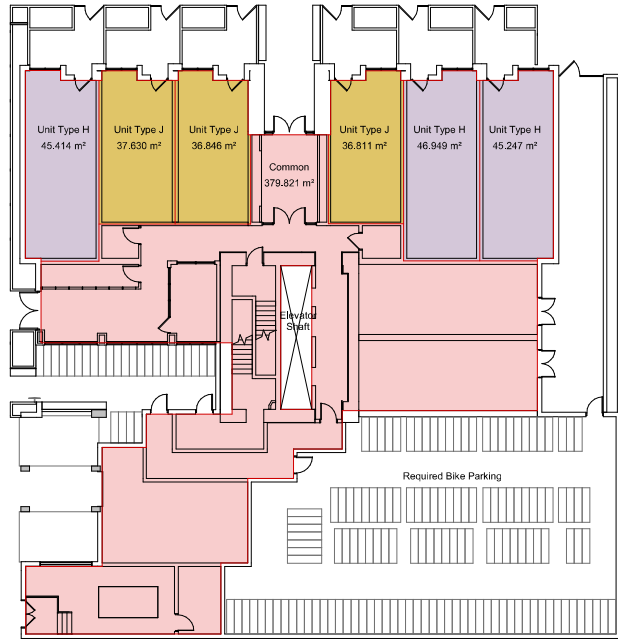 Unit Type H
45.414 m²
Unit Type J
37.630 m²
Unit Type J
36.846 m²
Common
379.821 m²
Unit Type J
36.811 m²
Unit Type H
46.949 m²
Unit Type H
45.247 m²
Elevator
Shaft
Required Bike Parking